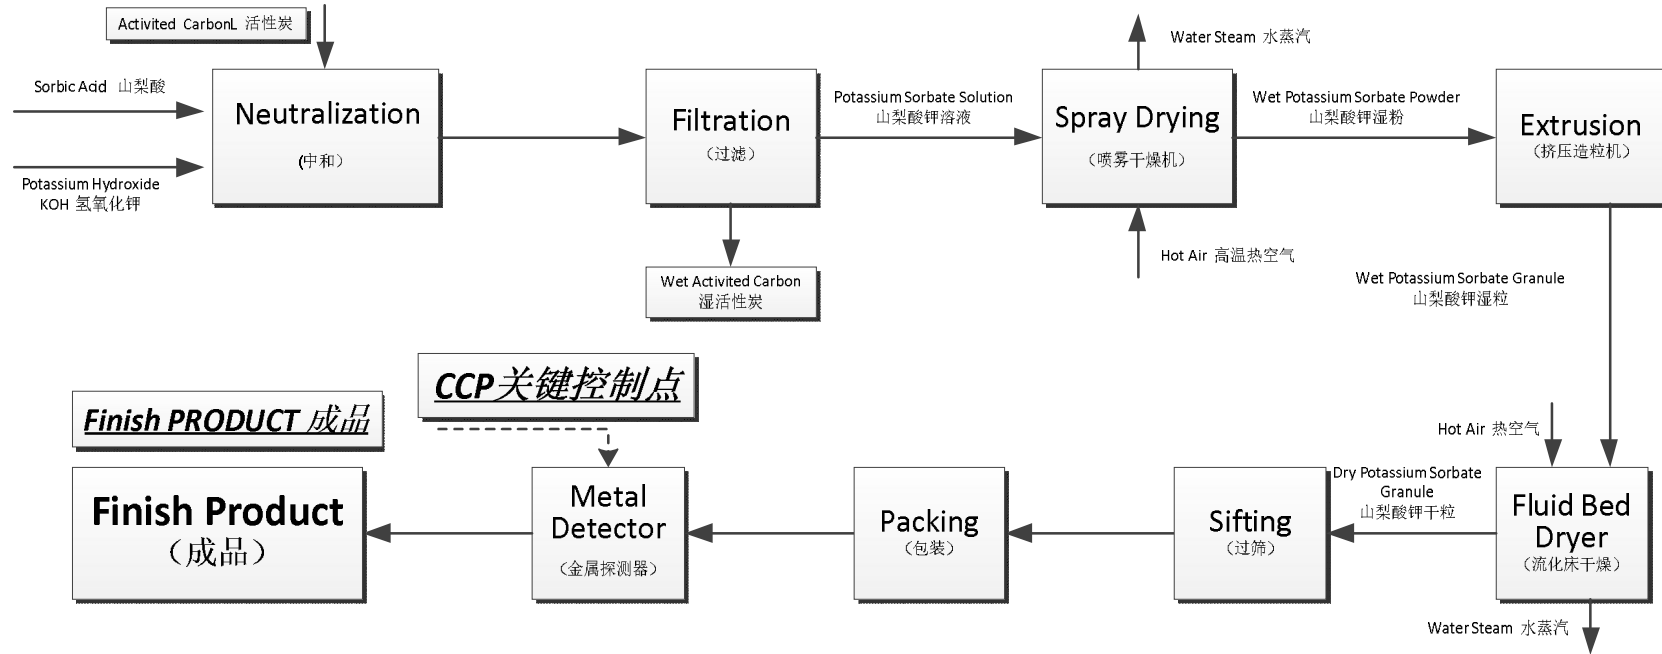 Activited CarbonL 活性炭
Sorbic Acid 山梨酸
Potassium Hydroxide
KOH 氢氧化钾
Neutralization
(中和）
Filtration
（过滤）
Wet Activited Carbon
湿活性炭
Potassium Sorbate Solution
山梨酸钾溶液
Water Steam 水蒸汽
Spray Drying
（喷雾干燥机）
Hot Air 高温热空气
Wet Potassium Sorbate Powder
山梨酸钾湿粉
Extrusion
（挤压造粒机）
Wet Potassium Sorbate Granule
山梨酸钾湿粒
Hot Air 热空气
Fluid Bed
Dryer
（流化床干燥）
Water Steam 水蒸汽
Dry Potassium Sorbate
Granule
山梨酸钾干粒
Sifting
（过筛）
Packing
（包装）
CCP关键控制点
Metal
Detector
（金属探测器）
Finish PRODUCT 成品
Finish Product
（成品）